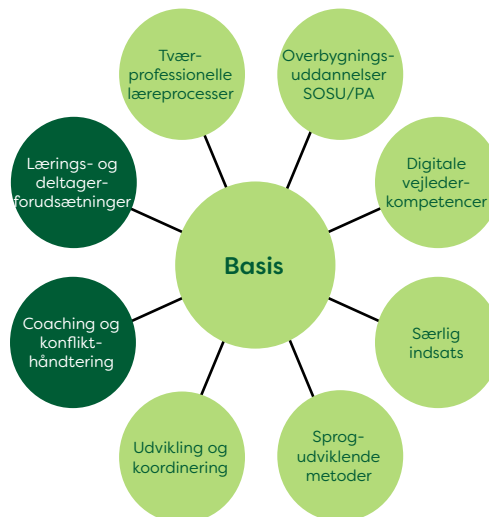 Tvær-
professionelle
læreprocesser
Overbygnings-
uddannelser
SOSU/PA
Lærings- og
deltager-
forudsætninger
Digitale
vejleder-
kompetencer
Basis
Coaching og
konflikt-
håndtering
Særlig
indsats
Udvikling og
koordinering
Sprog-
udviklende
metoder